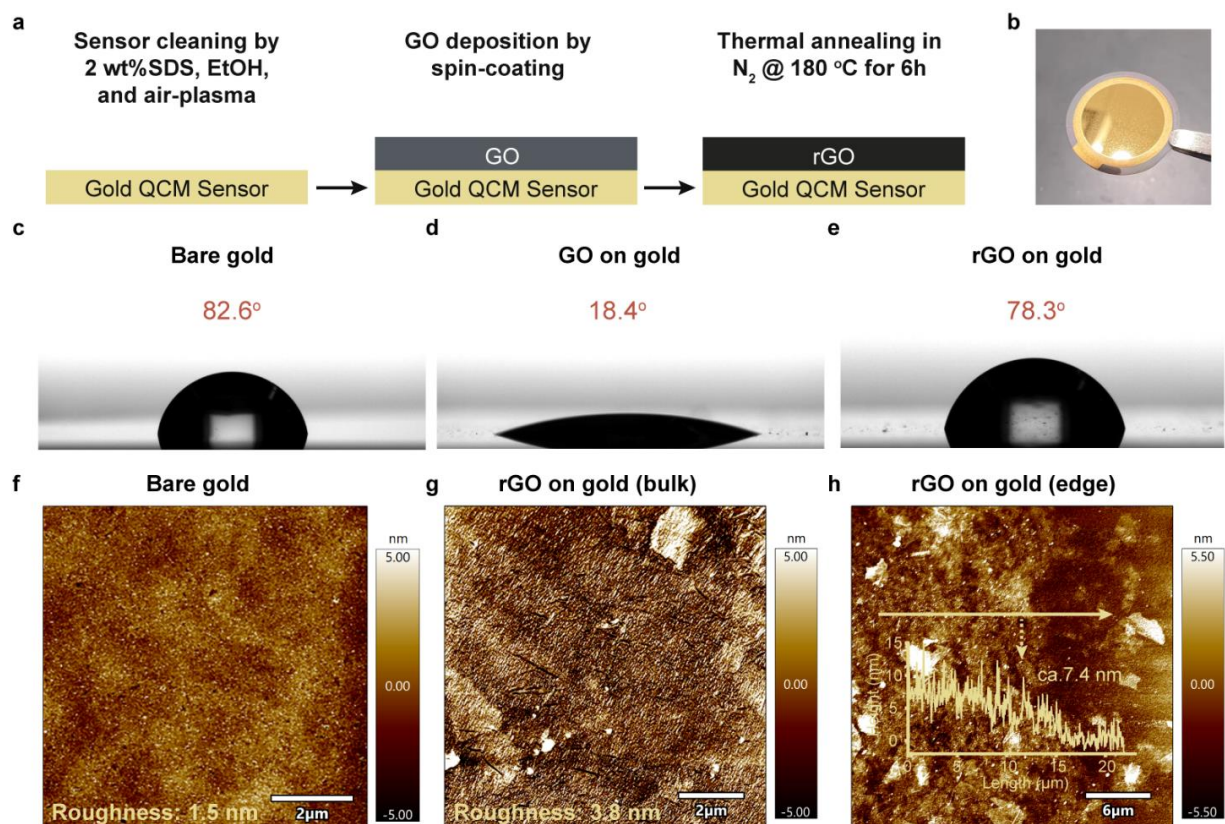 a
Sensor cleaning by
2 wt%SDS, EtOH,
and air-plasma
GO deposition by
spin-coating
Thermal annealing in
N₂ @ 180 °C for 6h
b
GO
rGO
Gold QCM Sensor
Gold QCM Sensor
Gold QCM Sensor
c
Bare gold
82.6°
d
GO on gold
18.4°
e
rGO on gold
78.3°
f
Bare gold
nm
5.00
0.00
-5.00
Roughness: 1.5 nm
2µm
g
rGO on gold (bulk)
nm
5.00
0.00
-5.00
Roughness: 3.8 nm
2µm
h
rGO on gold (edge)
nm
5.50
0.00
-5.50
15
10
5
0
ca.7.4 nm
0 5 10 15 20
Length (µm)
6µm